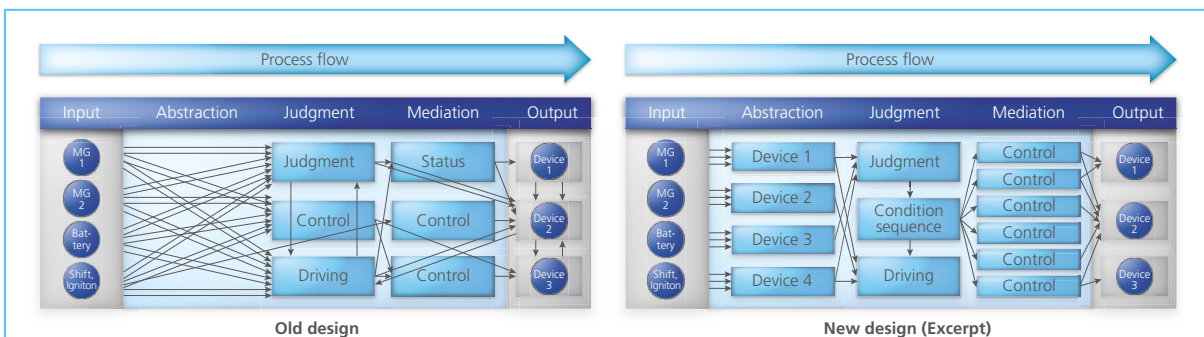 Process flow
Input Abstraction Judgment Mediation Output
MG
1
MG
2
Bat-
tery
Shift,
Igniton
Judgment
Control
Driving
Status
Control
Control
Device
1
Device
2
Device
3
Old design
Process flow
Input Abstraction Judgment Mediation Output
MG
1
MG
2
Bat-
tery
Shift,
Igniton
Device 1
Device 2
Device 3
Device 4
Judgment
Condition
sequence
Driving
Control
Control
Control
Control
Control
Control
Device
1
Device
2
Device
3
New design (Excerpt)